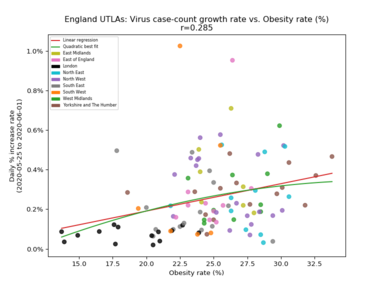 England UTLAs: Virus case-count growth rate vs. Obesity rate (%)
r=0.285
Daily % increase rate
(2020-05-25 to 2020-06-01)
1.0%
0.8%
0.6%
0.4%
0.2%
0.0%
Linear regression
Quadratic best fit
East Midlands
East of England
London
North East
North West
South East
South West
West Midlands
Yorkshire and The Humber
15.0 17.5 20.0 22.5 25.0 27.5 30.0 32.5
Obesity rate (%)